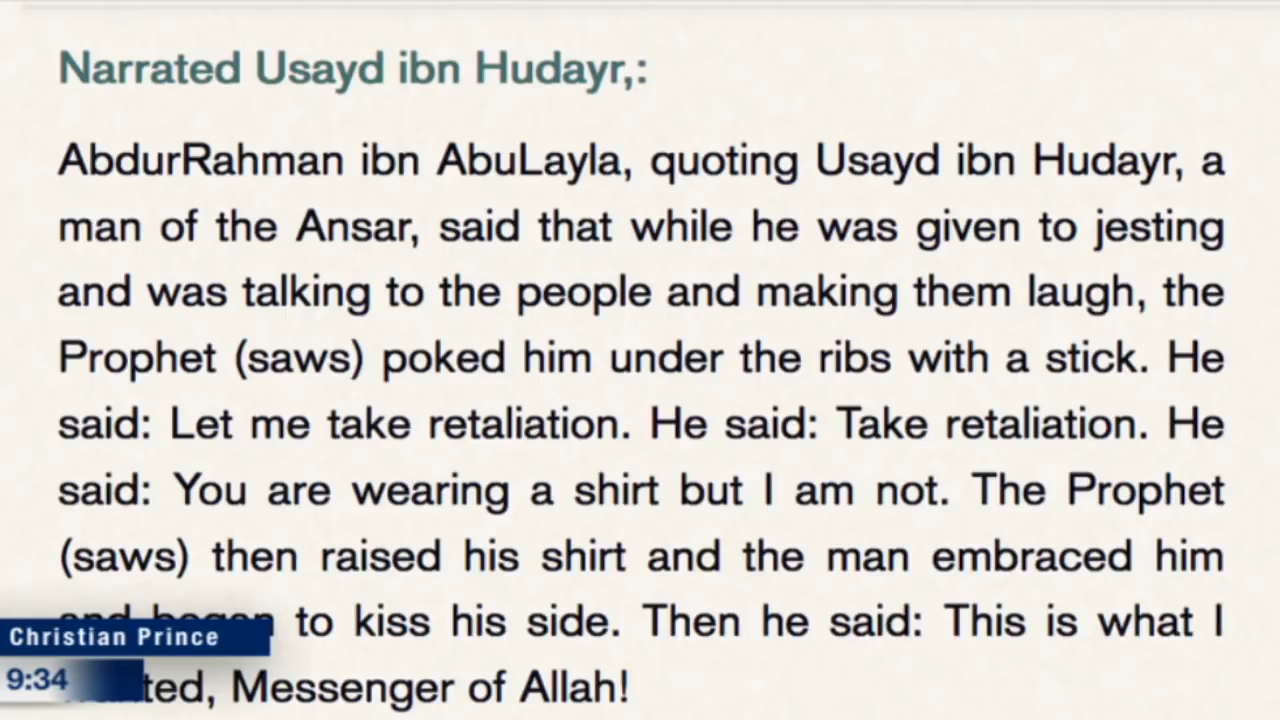 Narrated Usayd ibn Hudayr,:
AbdurRahman ibn AbuLayla, quoting Usayd ibn Hudayr, a
man of the Ansar, said that while he was given to jesting
and was talking to the people and making them laugh, the
Prophet (saws) poked him under the ribs with a stick. He
said: Let me take retaliation. He said: Take retaliation. He
said: You are wearing a shirt but I am not. The Prophet
(saws) then raised his shirt and the man embraced him
and began to kiss his side. Then he said: This is what I
Christian Prince
ted, Messenger of Allah!
9:34